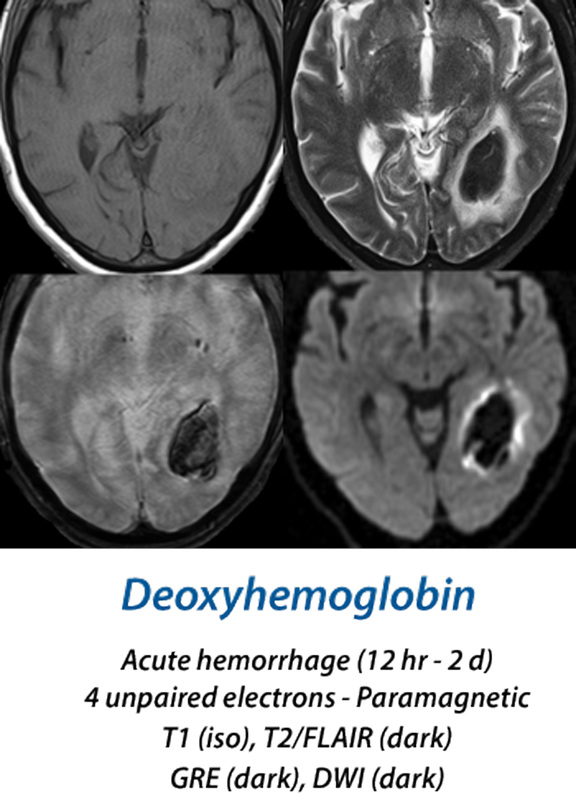 Deoxyhemoglobin
Acute hemorrhage (12 hr - 2 d)
4 unpaired electrons - Paramagnetic
T1 (iso), T2/FLAIR (dark)
GRE (dark), DWI (dark)